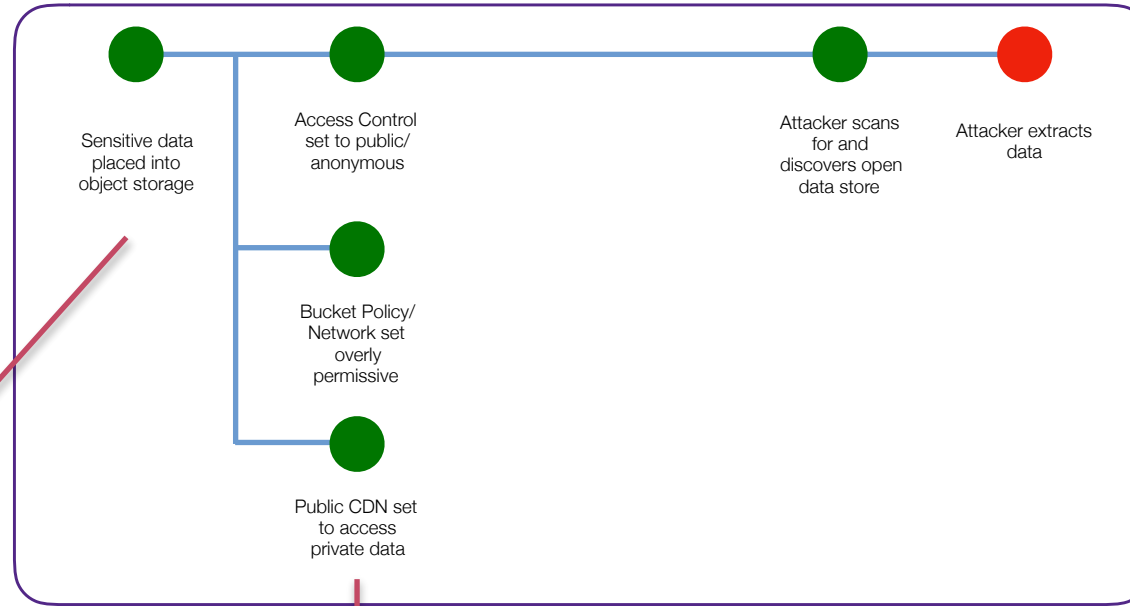 Sensitive data
placed into
object storage
Access Control
set to public/
anonymous
Attacker scans
for and
discovers open
data store
Attacker extracts
data
Bucket Policy/
Network set
overly
permissive
Public CDN set
to access
private data